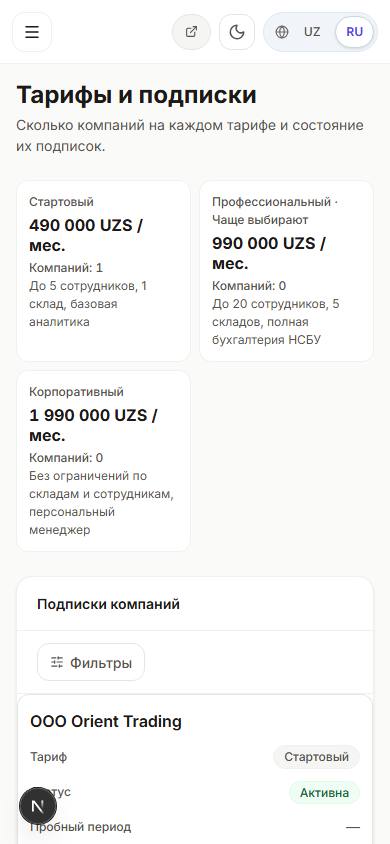 UZ
RU
Тарифы и подписки
Сколько компаний на каждом тарифе и состояние
их подписок.
Стартовый
490 000 UZS /
мес.
Компаний: 1
До 5 сотрудников, 1
склад, базовая
аналитика
Профессиональный ·
Чаще выбирают
990 000 UZS /
мес.
Компаний: 0
До 20 сотрудников, 5
складов, полная
бухгалтерия НСБУ
Корпоративный
1 990 000 UZS /
мес.
Компаний: 0
Без ограничений по
складам и сотрудникам,
персональный
менеджер
Подписки компаний
Фильтры
ООО Orient Trading
Тариф
Стартовый
Активна
N
Пробный период
—